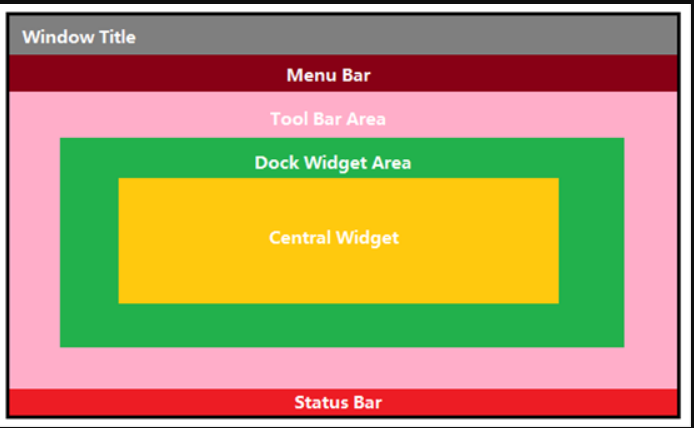 Window Title
Menu Bar
Tool Bar Area
Dock Widget Area
Central Widget
Status Bar